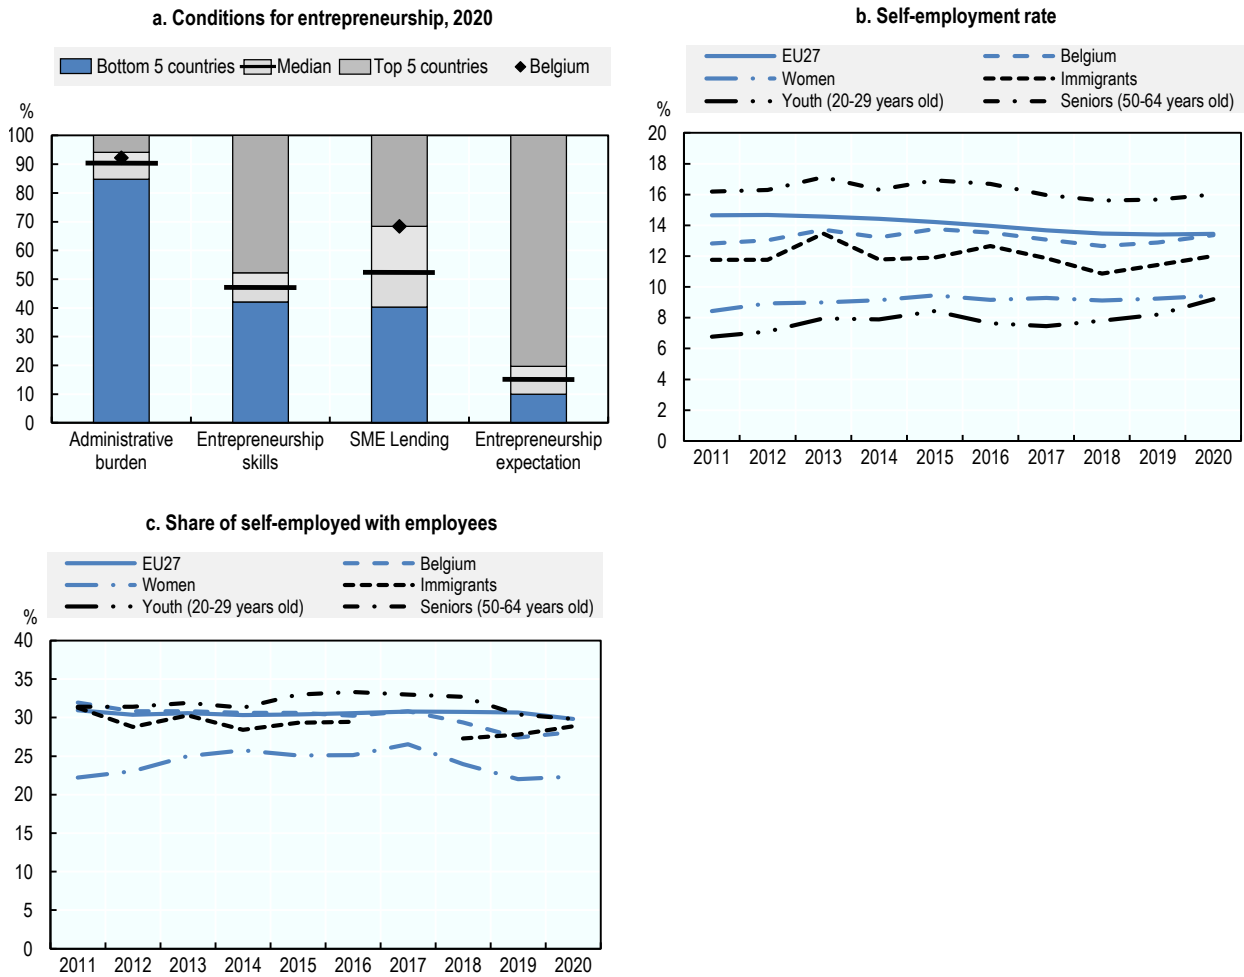 a. Conditions for entrepreneurship, 2020
Bottom 5 countries Median Top 5 countries Belgium
%
100
90
80
70
60
50
40
30
20
10
0
Administrative burden
Entrepreneurship skills
SME Lending
Entrepreneurship expectation
b. Self-employment rate
EU27 Belgium
Women Immigrants
Youth (20-29 years old) Seniors (50-64 years old)
%
20
18
16
14
12
10
8
6
4
2
0
2011 2012 2013 2014 2015 2016 2017 2018 2019 2020
c. Share of self-employed with employees
EU27 Belgium
Women Immigrants
Youth (20-29 years old) Seniors (50-64 years old)
%
40
35
30
25
20
15
10
5
0
2011 2012 2013 2014 2015 2016 2017 2018 2019 2020